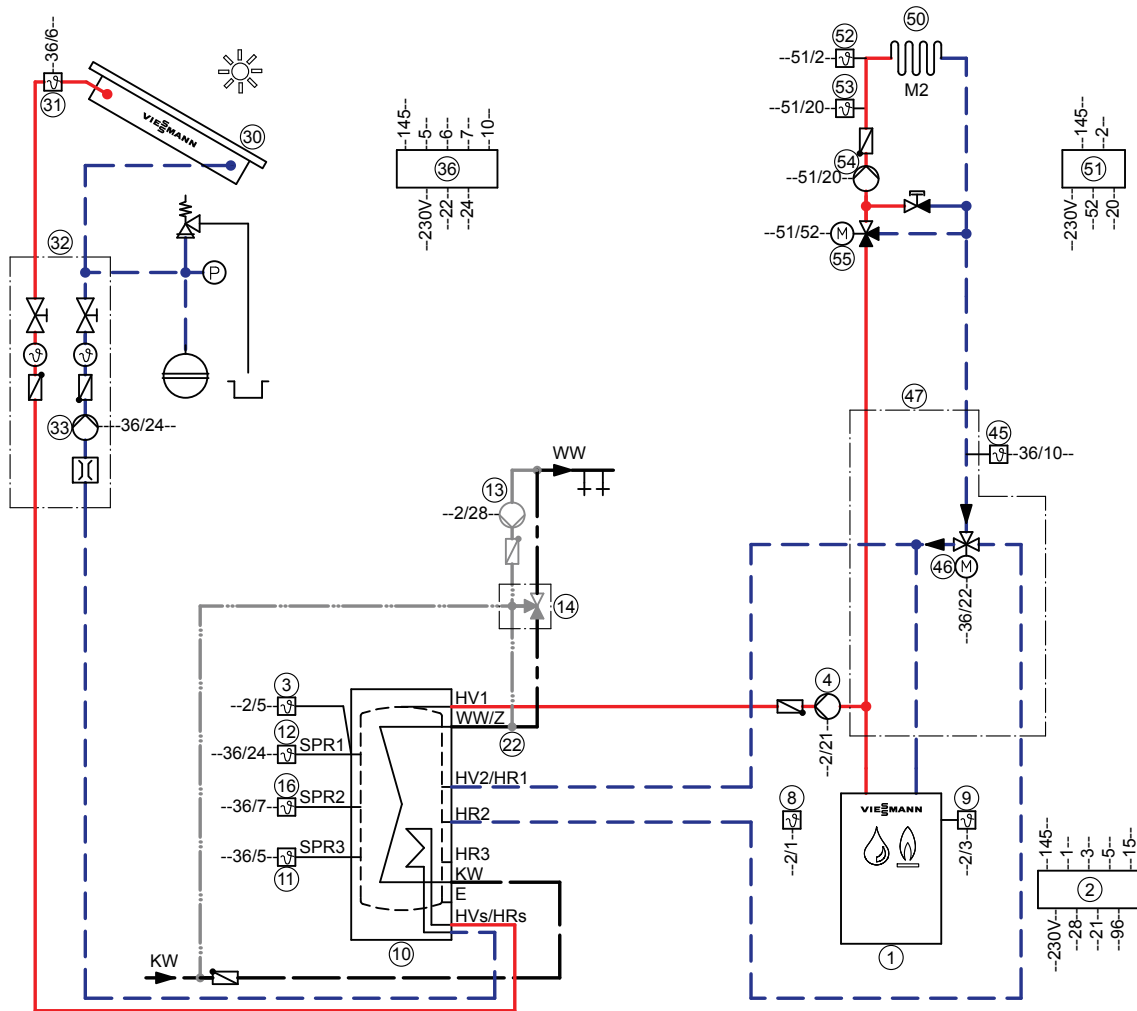 --36/6--
31
VIESSMANN
30
--145--
--5--
--6--
--7--
--10--
36
--230V--
--22--
--24--
50
52
--51/2--
M2
53
--51/20--
54
--51/20--
--51/52--
M
55
--145--
--2--
51
--230V--
--52--
--20--
32
P
33
----36/24--
47
45
--36/10--
WW
13
--2/28--
46
M
--36/22--
14
3
--2/5--
HV1
4
--2/21--
WW/Z
12
--36/24--
SPR1
22
16
--36/7--
SPR2
HV2/HR1
HR2
8
--2/1--
VIESSMANN
9
--2/3--
--36/5--
SPR3
11
HR3
KW
E
HVs/HRs
10
1
--145--
--1--
--3--
--5--
--15--
2
--230V--
--28--
--21--
--96--
KW